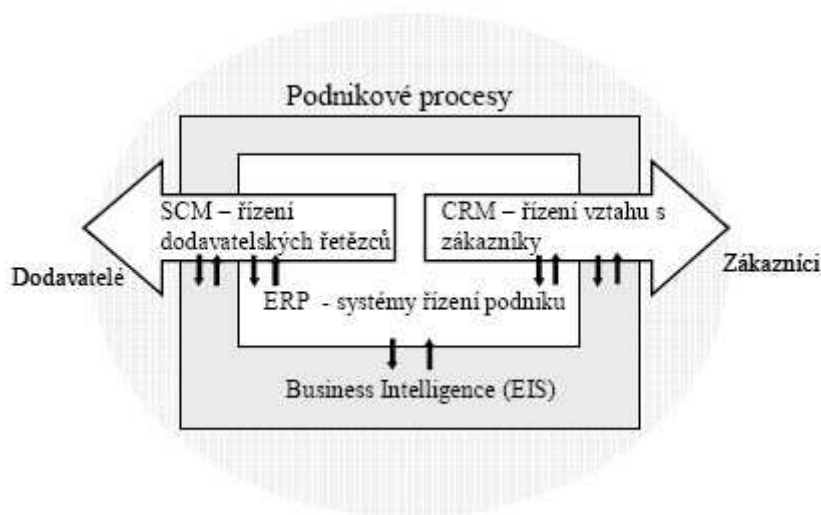 Podnikové procesy
SCM – řízení
dodavatelských řetězců
CRM – řízení vztahu s
zákazníky
Dodavatelé
Zákazníci
ERP - systémy řízení podniku
Business Intelligence (EIS)